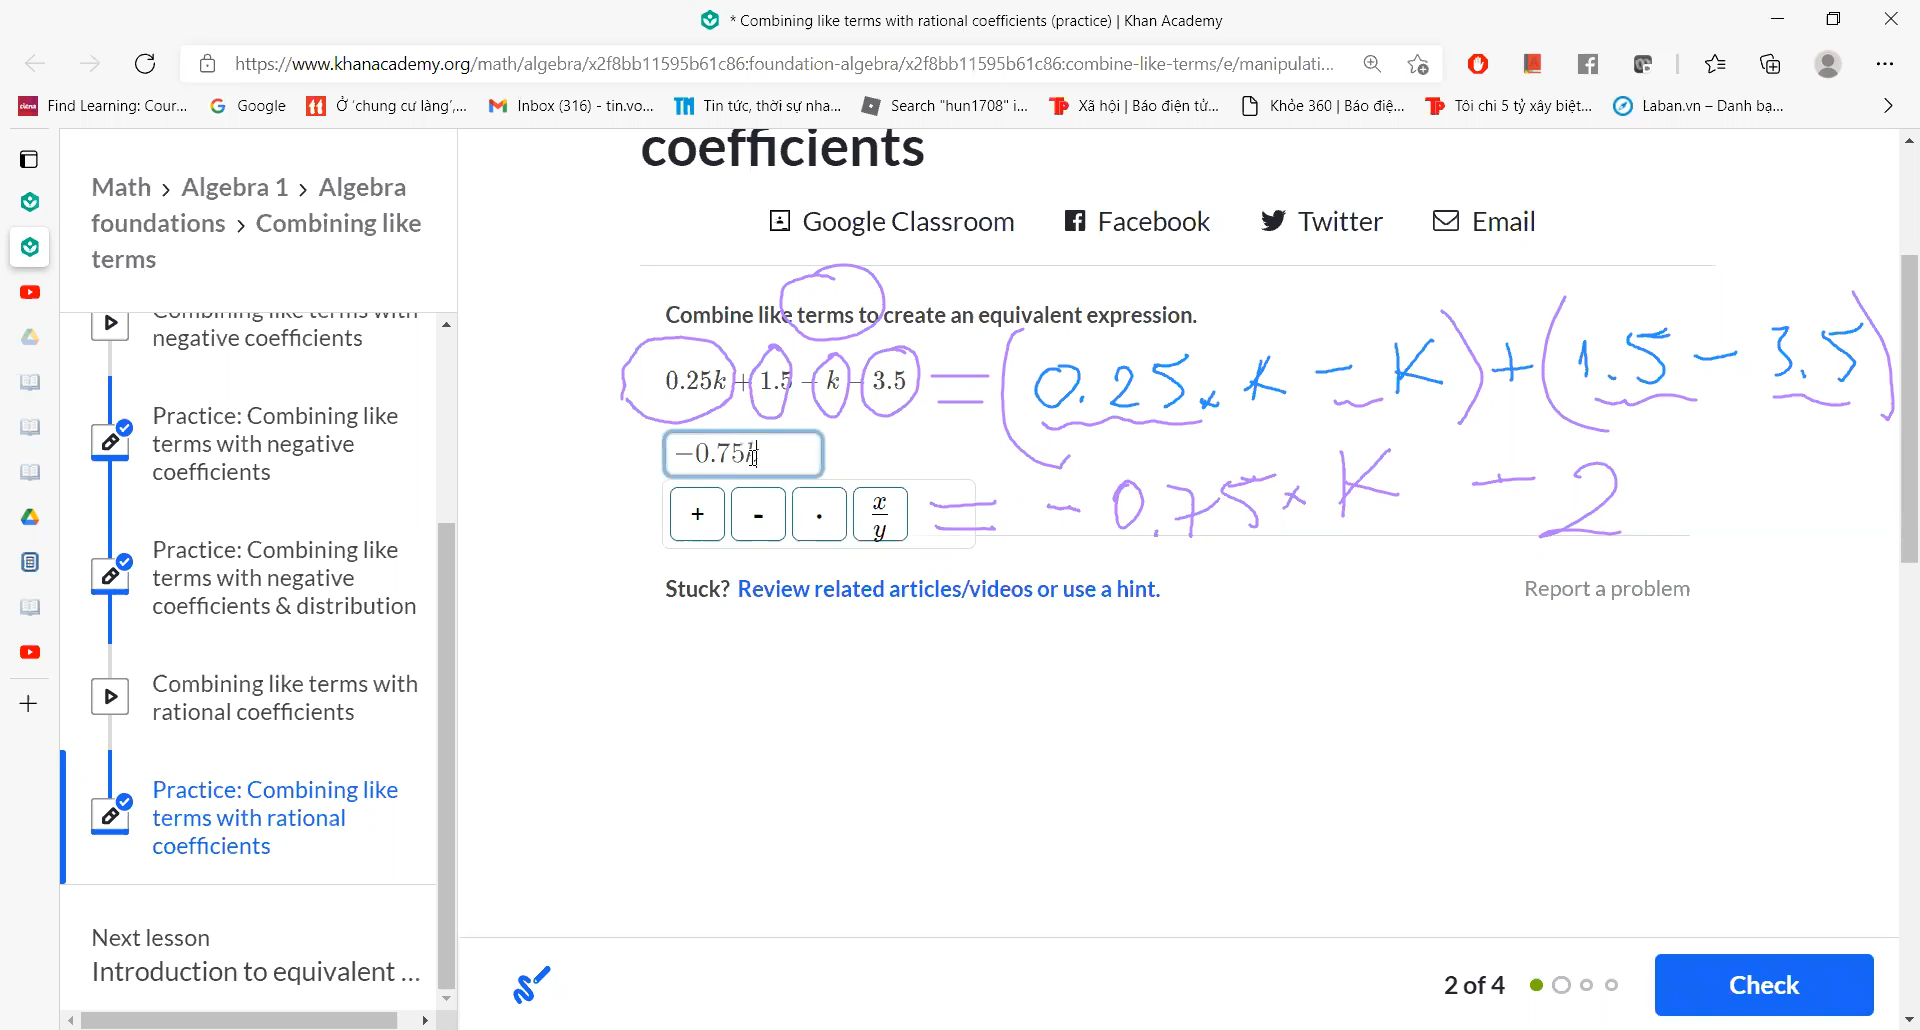 * Combining like terms with rational coefficients (practice) | Khan Academy
https://www.khanacademy.org/math/algebra/x2f8bb11595b61c86:foundation-algebra/x2f8bb11595b61c86:combine-like-terms/e/manipulati...
Find Learning: Cour...
Google
Ở 'chung cư làng',...
Inbox (316) - tin.vo...
Tin tức, thời sự nha...
Search "hun1708" i...
Xã hội | Báo điện tử...
Khỏe 360 | Báo điệ...
Tôi chi 5 tỷ xây biệt...
Laban.vn – Danh bạ...
Math › Algebra 1 › Algebra
foundations › Combining like
terms
Combining like terms with
negative coefficients
Practice: Combining like
terms with negative
coefficients
Practice: Combining like
terms with negative
coefficients & distribution
Combining like terms with
rational coefficients
Practice: Combining like
terms with rational
coefficients
Next lesson
Introduction to equivalent ...
coefficients
Google Classroom Facebook Twitter Email
Combine like terms to create an equivalent expression.
0.25k + 1.5 − k − 3.5 = (0.25 × K − K) + (1.5 − 3.5)
−0.75k
+ - · x/y = − 0.75 × K − 2
Stuck? Review related articles/videos or use a hint.
Report a problem
2 of 4
Check